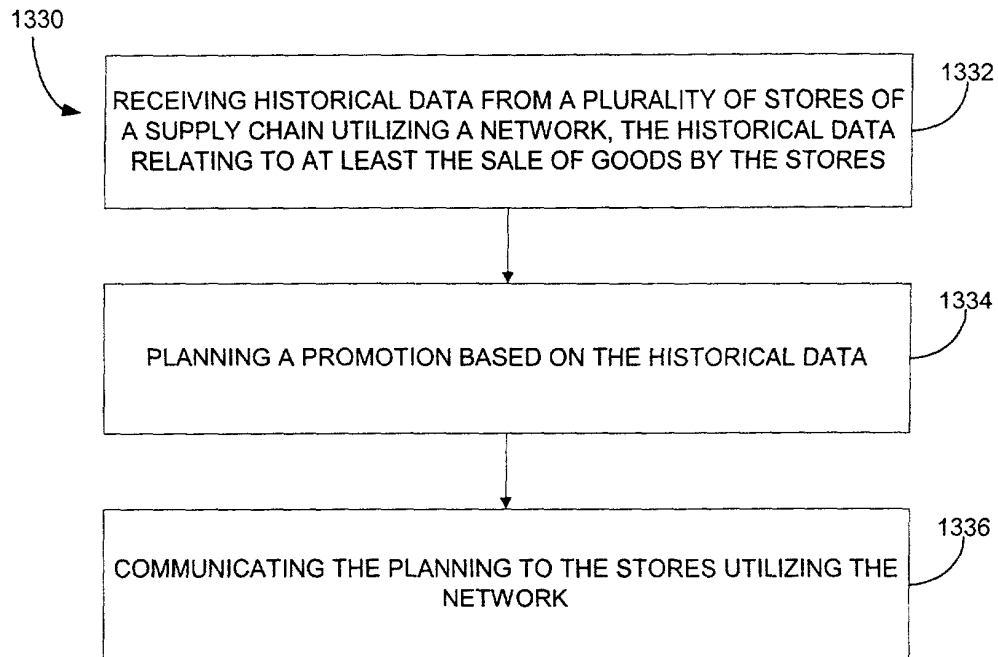 1330
1332
RECEIVING HISTORICAL DATA FROM A PLURALITY OF STORES OF
A SUPPLY CHAIN UTILIZING A NETWORK, THE HISTORICAL DATA
RELATING TO AT LEAST THE SALE OF GOODS BY THE STORES
1334
PLANNING A PROMOTION BASED ON THE HISTORICAL DATA
1336
COMMUNICATING THE PLANNING TO THE STORES UTILIZING THE
NETWORK